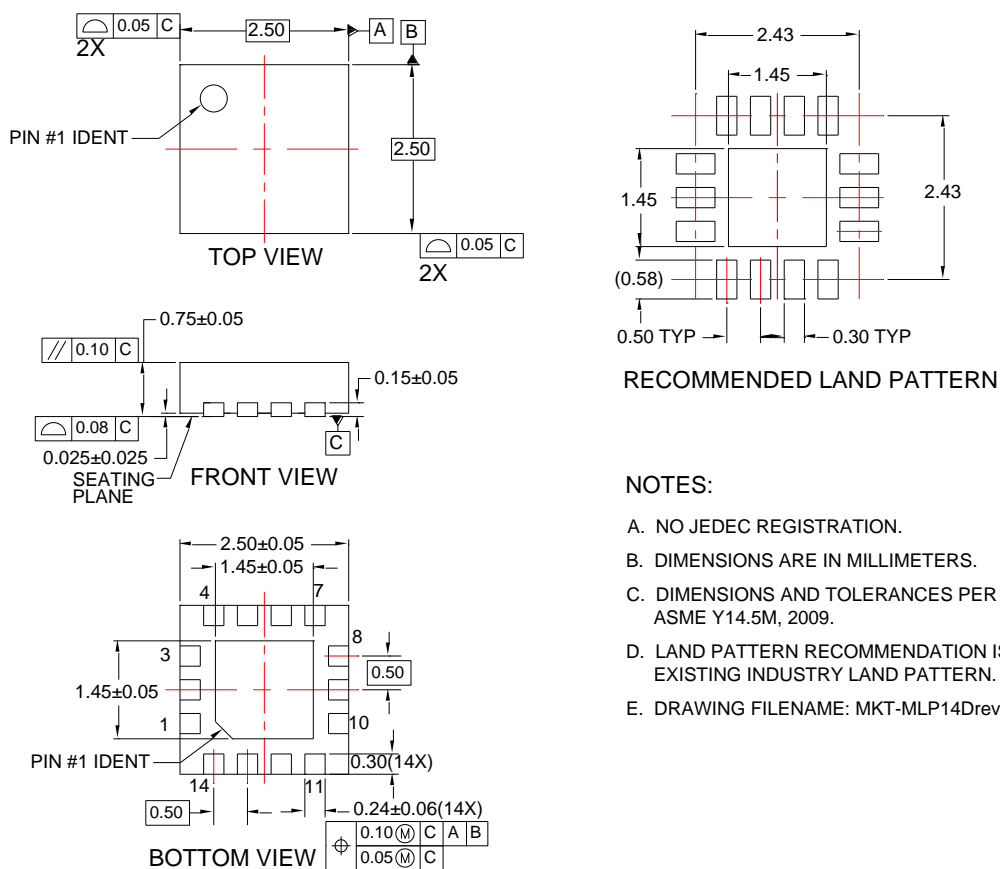 0.05 C
2X
2.50
A
B
PIN #1 IDENT
2.50
TOP VIEW
0.05 C
2X
2.43
1.45
1.45
2.43
(0.58)
0.50 TYP
0.30 TYP
RECOMMENDED LAND PATTERN
0.75±0.05
// 0.10 C
0.15±0.05
0.08 C
C
0.025±0.025
SEATING
PLANE
FRONT VIEW
NOTES:
A. NO JEDEC REGISTRATION.
B. DIMENSIONS ARE IN MILLIMETERS.
C. DIMENSIONS AND TOLERANCES PER
ASME Y14.5M, 2009.
D. LAND PATTERN RECOMMENDATION IS
EXISTING INDUSTRY LAND PATTERN.
E. DRAWING FILENAME: MKT-MLP14Drev
2.50±0.05
1.45±0.05
4
7
8
3
0.50
1.45±0.05
1
10
PIN #1 IDENT
0.30(14X)
14
11
0.50
0.24±0.06(14X)
0.10 Ⓜ C A B
0.05 Ⓜ C
BOTTOM VIEW